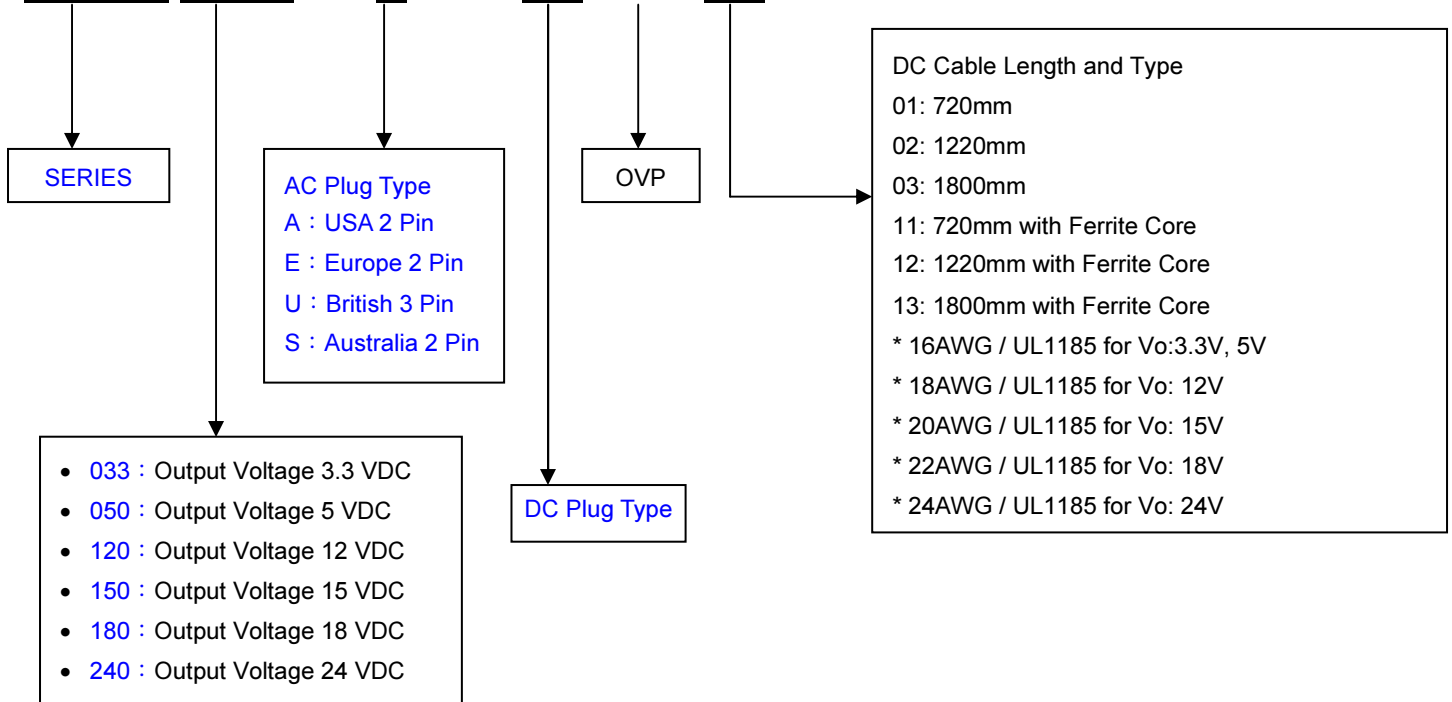 SERIES
AC Plug Type
A：USA 2 Pin
E：Europe 2 Pin
U：British 3 Pin
S：Australia 2 Pin
OVP
DC Cable Length and Type
01: 720mm
02: 1220mm
03: 1800mm
11: 720mm with Ferrite Core
12: 1220mm with Ferrite Core
13: 1800mm with Ferrite Core
* 16AWG / UL1185 for Vo:3.3V, 5V
* 18AWG / UL1185 for Vo: 12V
* 20AWG / UL1185 for Vo: 15V
* 22AWG / UL1185 for Vo: 18V
* 24AWG / UL1185 for Vo: 24V
• 033：Output Voltage 3.3 VDC
• 050：Output Voltage 5 VDC
• 120：Output Voltage 12 VDC
• 150：Output Voltage 15 VDC
• 180：Output Voltage 18 VDC
• 240：Output Voltage 24 VDC
DC Plug Type